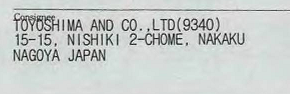 Consignee
TOYOSHIMA AND CO.,LTD(9340)
15-15, NISHIKI 2-CHOME, NAKAKU
NAGOYA JAPAN